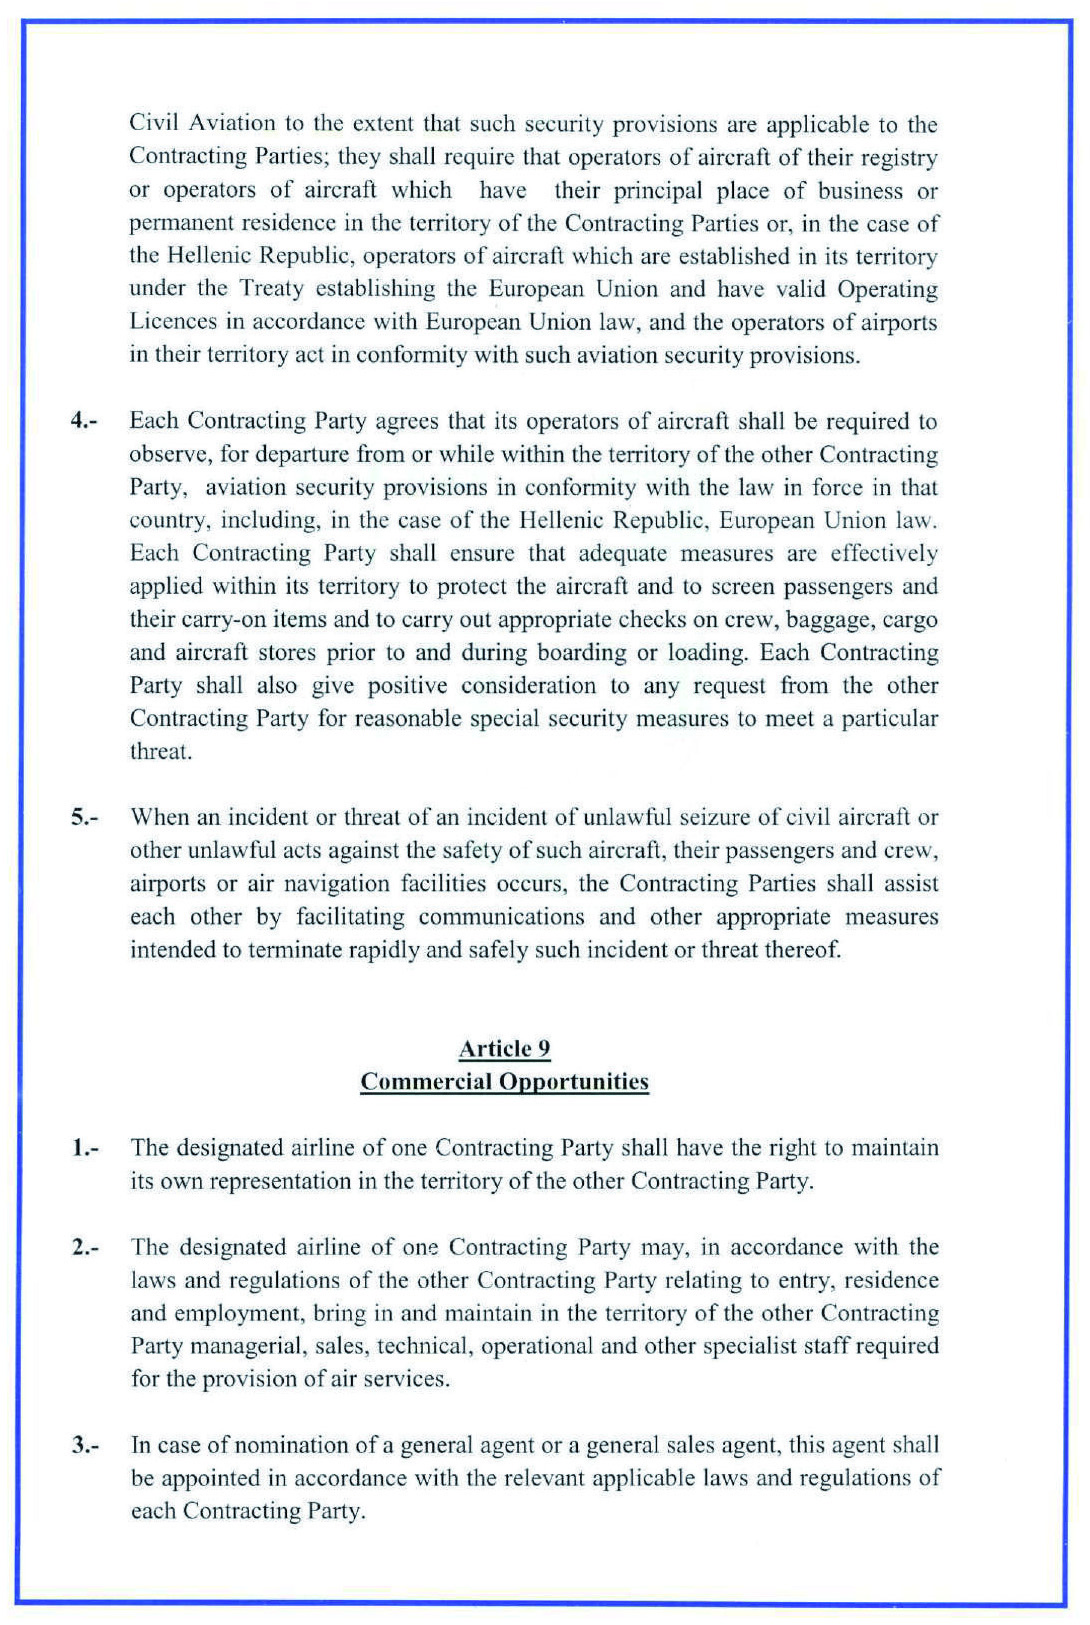 Civil Aviation to the extent that such security provisions are applicable to the
Contracting Parties; they shall require that operators of aircraft of their registry
or operators of aircraft which have their principal place of business or
permanent residence in the territory of the Contracting Parties or, in the case of
the Hellenic Republic, operators of aircraft which are established in its territory
under the Treaty establishing the European Union and have valid Operating
Licences in accordance with European Union law, and the operators of airports
in their territory act in conformity with such aviation security provisions.
4.- Each Contracting Party agrees that its operators of aircraft shall be required to
observe, for departure from or while within the territory of the other Contracting
Party, aviation security provisions in conformity with the law in force in that
country, including, in the case of the Hellenic Republic, European Union law.
Each Contracting Party shall ensure that adequate measures are effectively
applied within its territory to protect the aircraft and to screen passengers and
their carry-on items and to carry out appropriate checks on crew, baggage, cargo
and aircraft stores prior to and during boarding or loading. Each Contracting
Party shall also give positive consideration to any request from the other
Contracting Party for reasonable special security measures to meet a particular
threat.
5.- When an incident or threat of an incident of unlawful seizure of civil aircraft or
other unlawful acts against the safety of such aircraft, their passengers and crew,
airports or air navigation facilities occurs, the Contracting Parties shall assist
each other by facilitating communications and other appropriate measures
intended to terminate rapidly and safely such incident or threat thereof.
Article 9
Commercial Opportunities
1.- The designated airline of one Contracting Party shall have the right to maintain
its own representation in the territory of the other Contracting Party.
2.- The designated airline of one Contracting Party may, in accordance with the
laws and regulations of the other Contracting Party relating to entry, residence
and employment, bring in and maintain in the territory of the other Contracting
Party managerial, sales, technical, operational and other specialist staff required
for the provision of air services.
3.- In case of nomination of a general agent or a general sales agent, this agent shall
be appointed in accordance with the relevant applicable laws and regulations of
each Contracting Party.